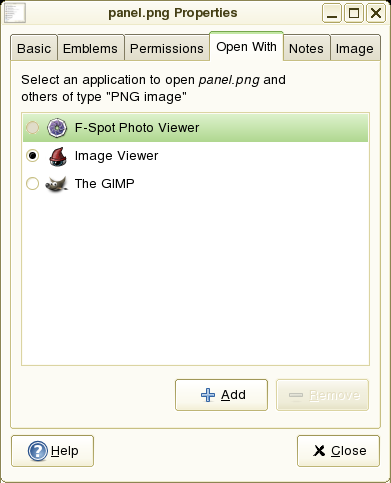 panel.png Properties
Basic Emblems Permissions Open With Notes Image
Select an application to open panel.png and
others of type "PNG image"
F-Spot Photo Viewer
Image Viewer
The GIMP
Add Remove
Help Close